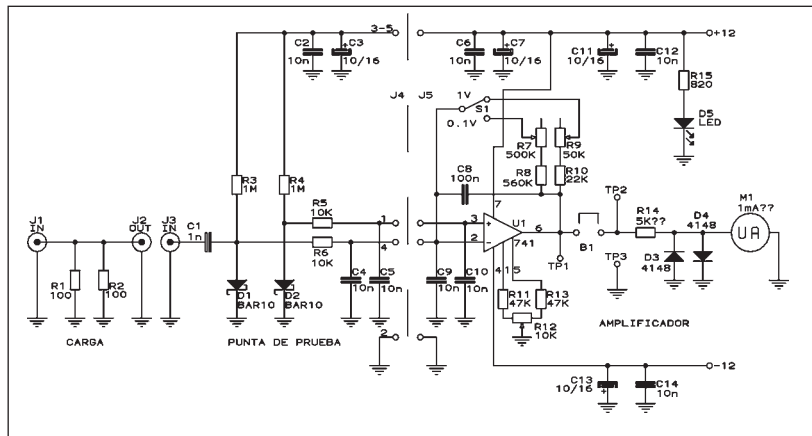 3-5
+12
C2
10n
C3
10/16
C6
10n
C7
10/16
C11
10/16
C12
10n
R15
820
J4
J5
1V
S1
0.1V
D5
LED
R7
500K
R9
50K
R3
1M
R4
1M
C8
100n
R8
560K
R10
22K
J1
IN
J2
OUT
J3
IN
C1
1n
R5
10K
R6
10K
1
4
3
2
+
-
7
U1
741
6
4
1
5
TP1
B1
TP2
TP3
R14
5K??
D4
4148
D3
4148
M1
1mA??
UA
R1
100
R2
100
D1
BAR10
D2
BAR10
C4
10n
C5
10n
C9
10n
C10
10n
R11
47K
R13
47K
R12
10K
2
CARGA
PUNTA DE PRUEBA
AMPLIFICADOR
C13
10/16
C14
10n
-12